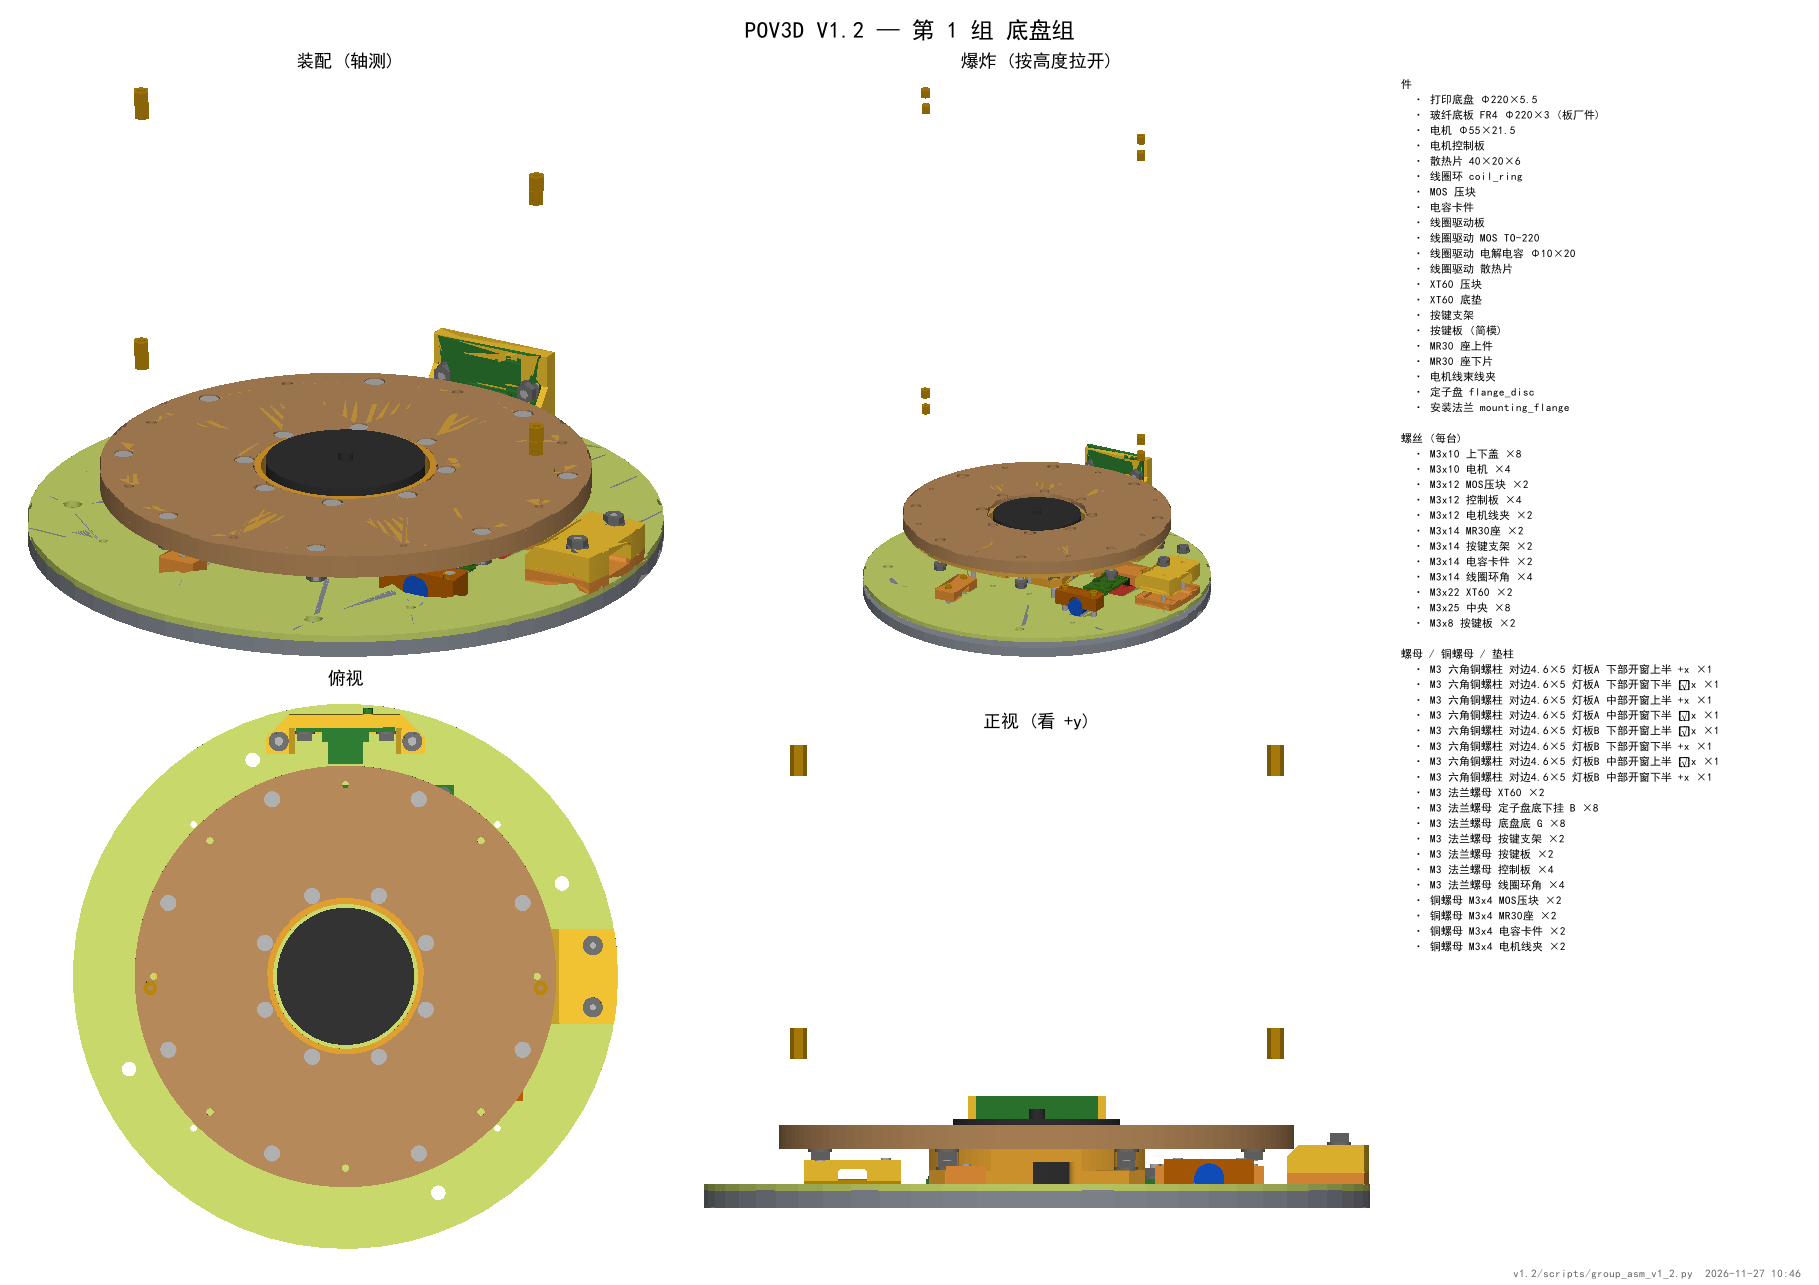 POV3D V1.2 — 第 1 组 底盘组
装配 (轴测)
爆炸 (按高度拉开)
俯视
正视 (看 +y)
件
· 打印底盘 Φ220×5.5
· 玻纤底板 FR4 Φ220×3 (板厂件)
· 电机 Φ55×21.5
· 电机控制板
· 散热片 40×20×6
· 线圈环 coil_ring
· MOS 压块
· 电容卡件
· 线圈驱动板
· 线圈驱动 MOS TO-220
· 线圈驱动 电解电容 Φ10×20
· 线圈驱动 散热片
· XT60 压块
· XT60 底垫
· 按键支架
· 按键板 (简模)
· MR30 座上件
· MR30 座下片
· 电机线束线夹
· 定子盘 flange_disc
· 安装法兰 mounting_flange
螺丝 (每台)
· M3x10 上下盖 ×8
· M3x10 电机 ×4
· M3x12 MOS压块 ×2
· M3x12 控制板 ×4
· M3x12 电机线夹 ×2
· M3x14 MR30座 ×2
· M3x14 按键支架 ×2
· M3x14 电容卡件 ×2
· M3x14 线圈环角 ×4
· M3x22 XT60 ×2
· M3x25 中央 ×8
· M3x8 按键板 ×2
螺母 / 铜螺母 / 垫柱
· M3 六角铜螺柱 对边4.6×5 灯板A 下部开窗上半 +x ×1
· M3 六角铜螺柱 对边4.6×5 灯板A 下部开窗下半 x ×1
· M3 六角铜螺柱 对边4.6×5 灯板A 中部开窗上半 +x ×1
· M3 六角铜螺柱 对边4.6×5 灯板A 中部开窗下半 x ×1
· M3 六角铜螺柱 对边4.6×5 灯板B 下部开窗上半 x ×1
· M3 六角铜螺柱 对边4.6×5 灯板B 下部开窗下半 +x ×1
· M3 六角铜螺柱 对边4.6×5 灯板B 中部开窗上半 x ×1
· M3 六角铜螺柱 对边4.6×5 灯板B 中部开窗下半 +x ×1
· M3 法兰螺母 XT60 ×2
· M3 法兰螺母 定子盘底下挂 B ×8
· M3 法兰螺母 底盘底 G ×8
· M3 法兰螺母 按键支架 ×2
· M3 法兰螺母 按键板 ×2
· M3 法兰螺母 控制板 ×4
· M3 法兰螺母 线圈环角 ×4
· 铜螺母 M3x4 MOS压块 ×2
· 铜螺母 M3x4 MR30座 ×2
· 铜螺母 M3x4 电容卡件 ×2
· 铜螺母 M3x4 电机线夹 ×2
v1.2/scripts/group_asm_v1_2.py 2026-11-27 10:46